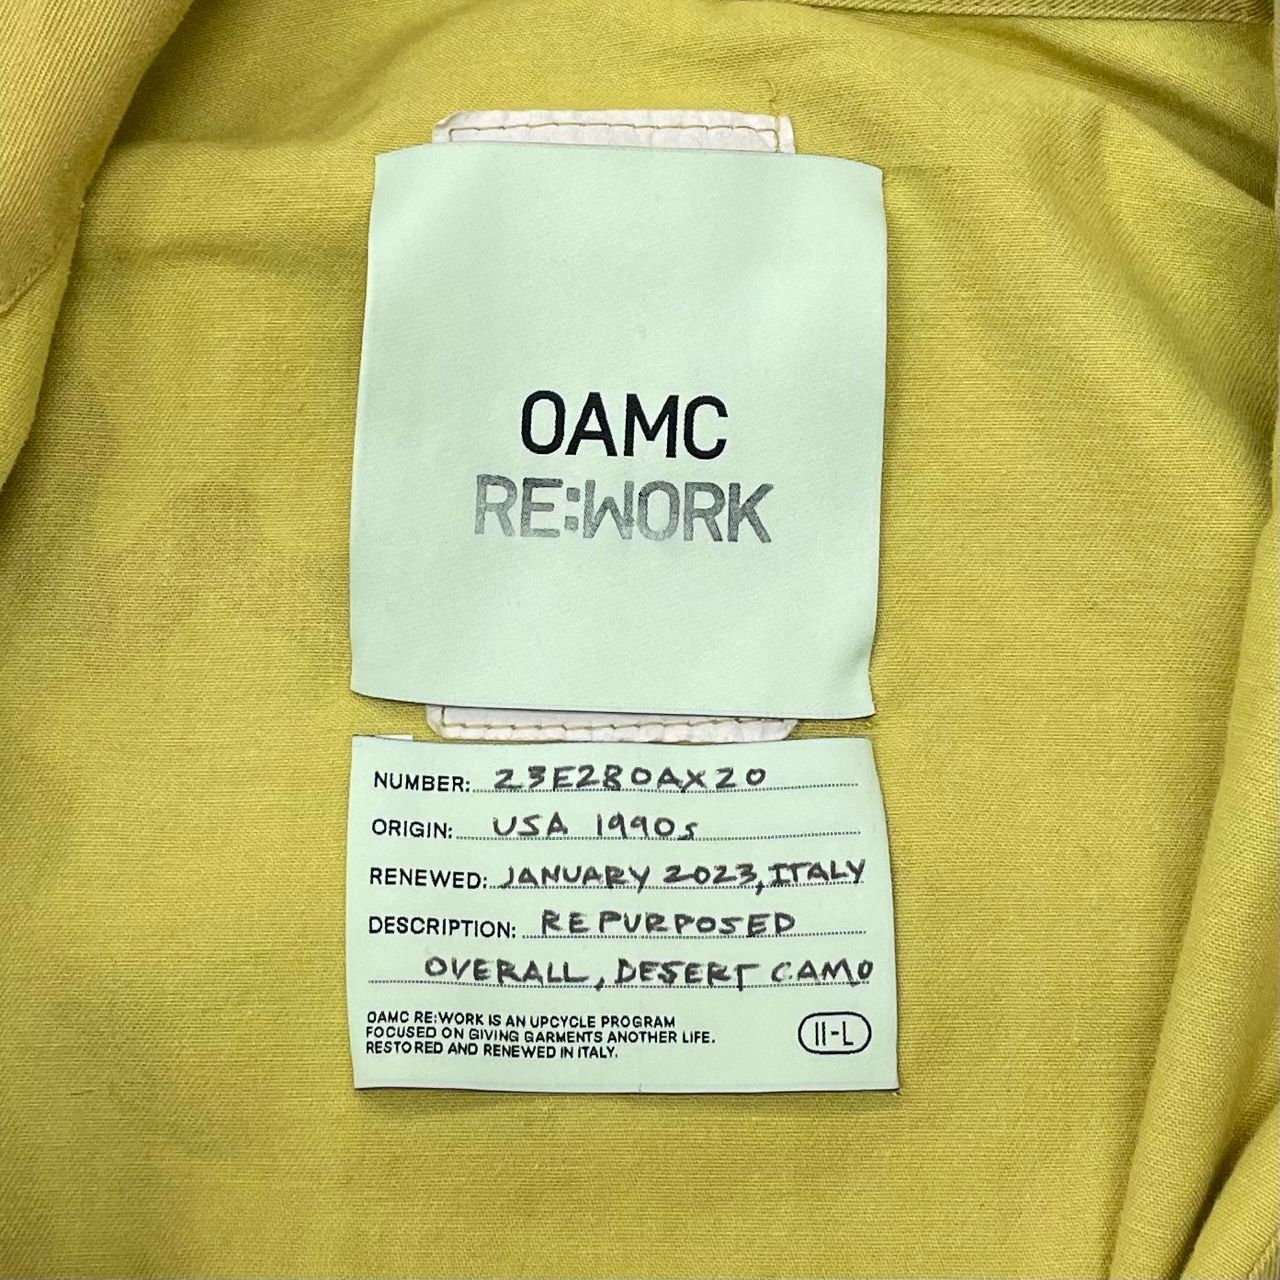 OAMC
RE:WORK
NUMBER: 23E28OAX20
ORIGIN: USA 1990s
RENEWED: JANUARY 2023, ITALY
DESCRIPTION: REPURPOSED
OVERALL, DESERT CAMO
OAMC RE:WORK IS AN UPCYCLE PROGRAM
FOCUSED ON GIVING GARMENTS ANOTHER LIFE.
RESTORED AND RENEWED IN ITALY.
II-L